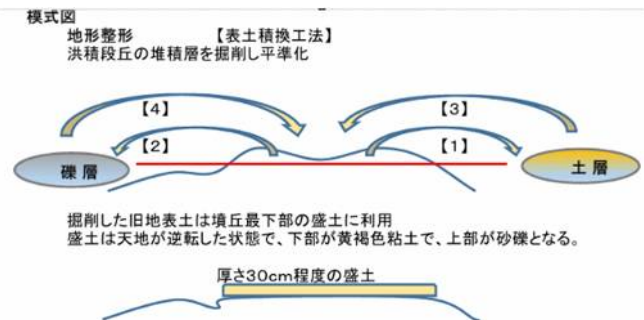 模式図
地形整形 【表土積換工法】
洪積段丘の堆積層を掘削し平準化
【4】 【3】
【2】 【1】
礫層 土層
掘削した旧地表土は墳丘最下部の盛土に利用
盛土は天地が逆転した状態で、下部が黄褐色粘土で、上部が砂礫となる。
厚さ30cm程度の盛土